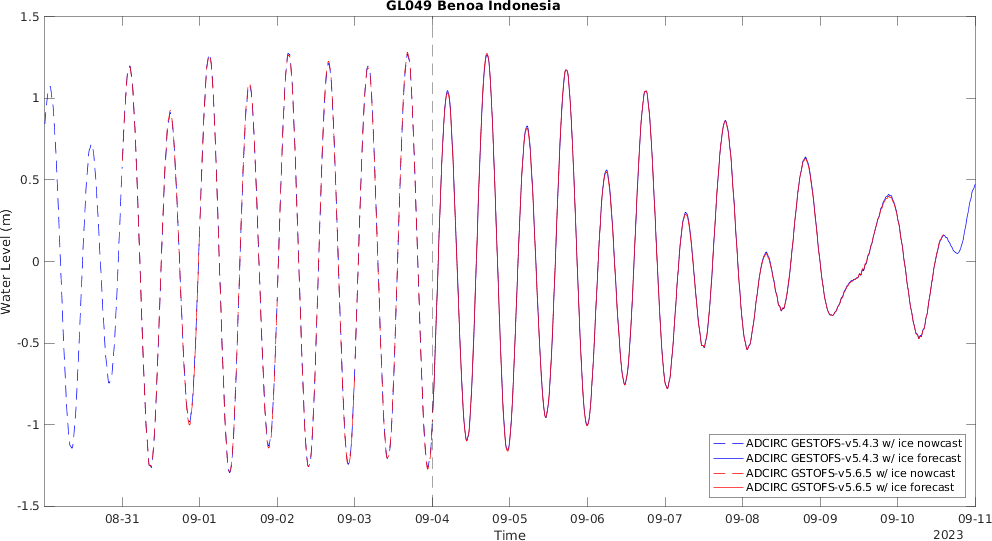 GL049 Benoa Indonesia
1.5
1
0.5
0
-0.5
-1
-1.5
Water Level (m)
08-31 09-01 09-02 09-03 09-04 09-05 09-06 09-07 09-08 09-09 09-10 09-11
Time
2023
ADCIRC GESTOFS-v5.4.3 w/ ice nowcast
ADCIRC GESTOFS-v5.4.3 w/ ice forecast
ADCIRC GSTOFS-v5.6.5 w/ ice nowcast
ADCIRC GSTOFS-v5.6.5 w/ ice forecast